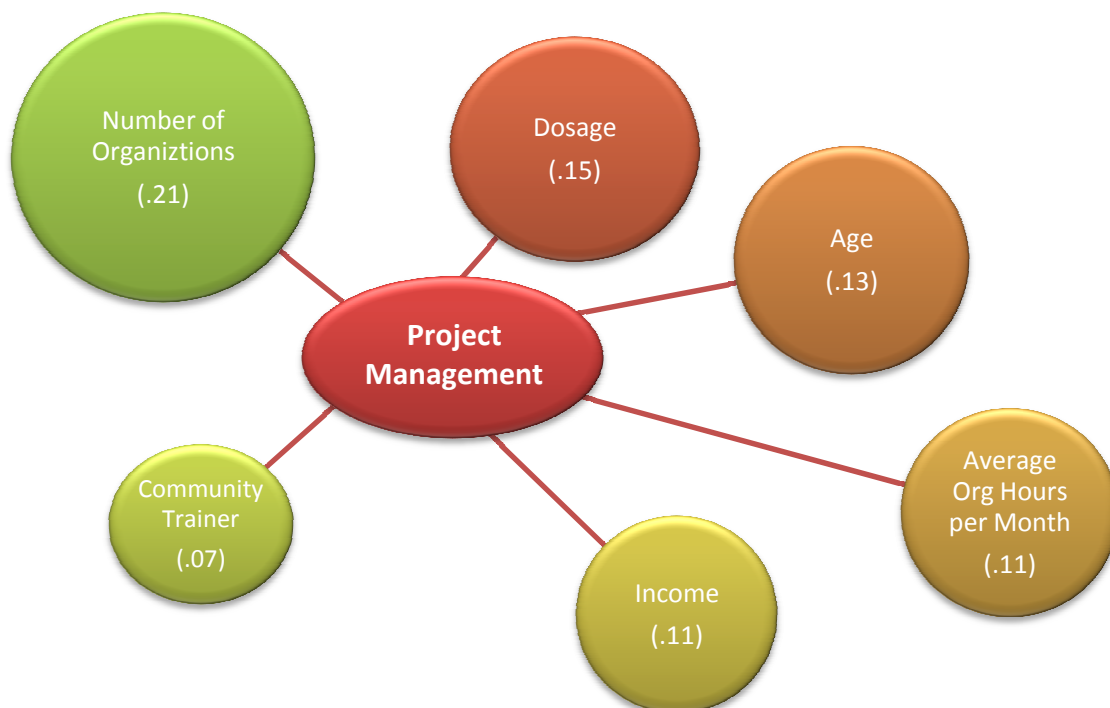 Number of
Organiztions
(.21)
Dosage
(.15)
Age
(.13)
Project
Management
Average
Org Hours
per Month
(.11)
Income
(.11)
Community
Trainer
(.07)